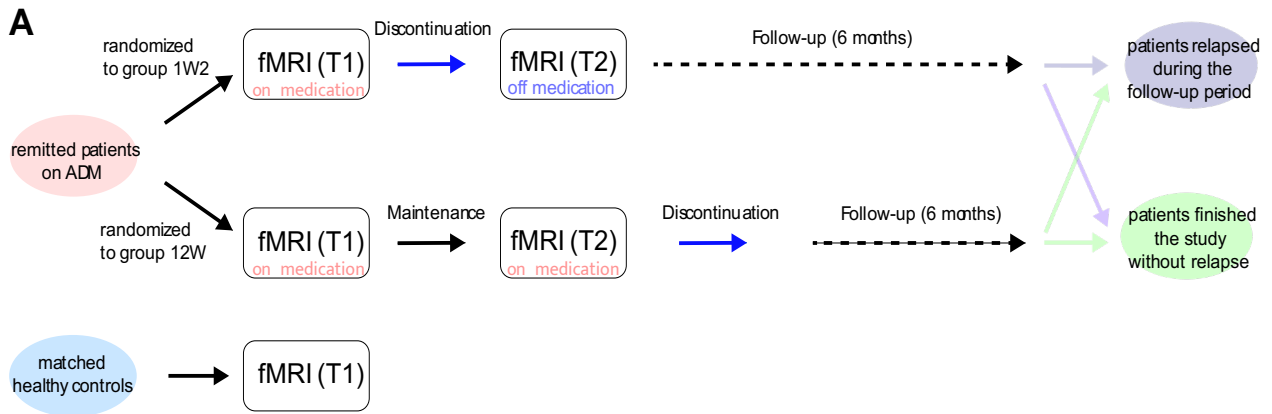 A
randomized
to group 1W2
fMRI (T1)
on medication
Discontinuation
fMRI (T2)
off medication
Follow-up (6 months)
patients relapsed
during the
follow-up period
remitted patients
on ADM
randomized
to group 12W
fMRI (T1)
on medication
Maintenance
fMRI (T2)
on medication
Discontinuation
Follow-up (6 months)
patients finished
the study
without relapse
matched
healthy controls
fMRI (T1)